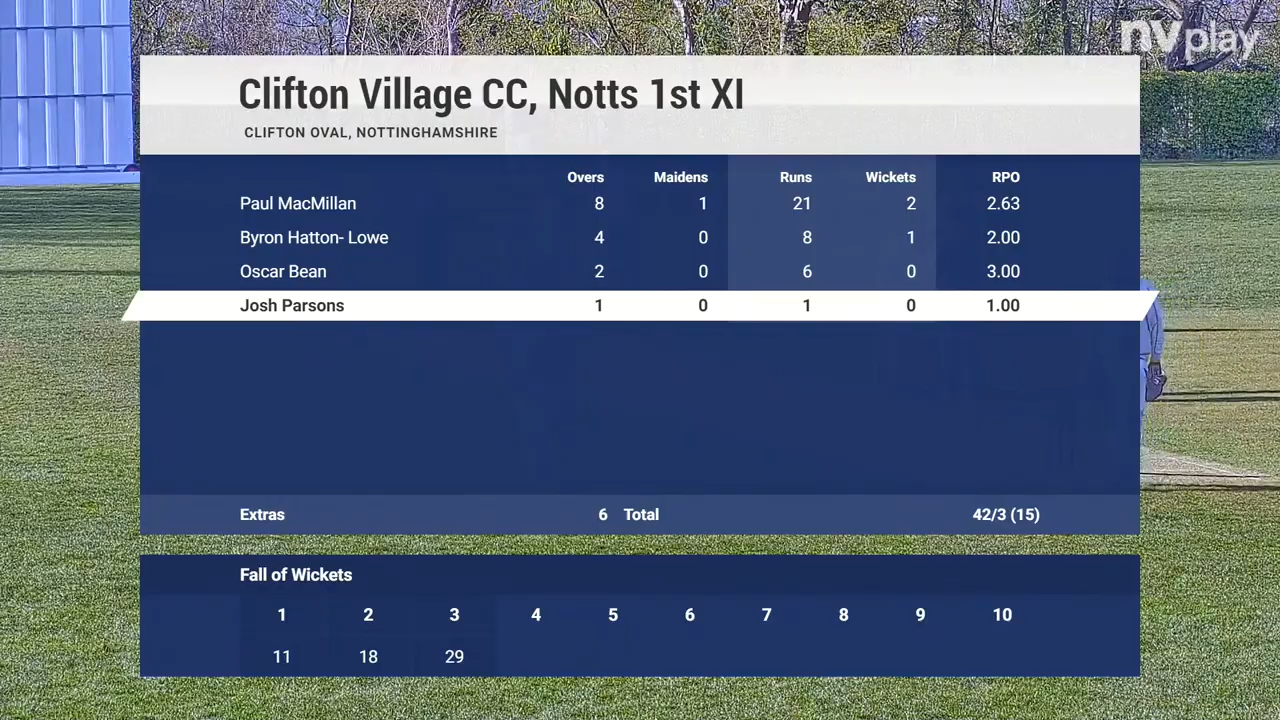 nvplay
Clifton Village CC, Notts 1st XI
CLIFTON OVAL, NOTTINGHAMSHIRE
Overs Maidens Runs Wickets RPO
Paul MacMillan 8 1 21 2 2.63
Byron Hatton- Lowe 4 0 8 1 2.00
Oscar Bean 2 0 6 0 3.00
Josh Parsons 1 0 1 0 1.00
Extras 6 Total 42/3 (15)
Fall of Wickets
1 2 3 4 5 6 7 8 9 10
11 18 29